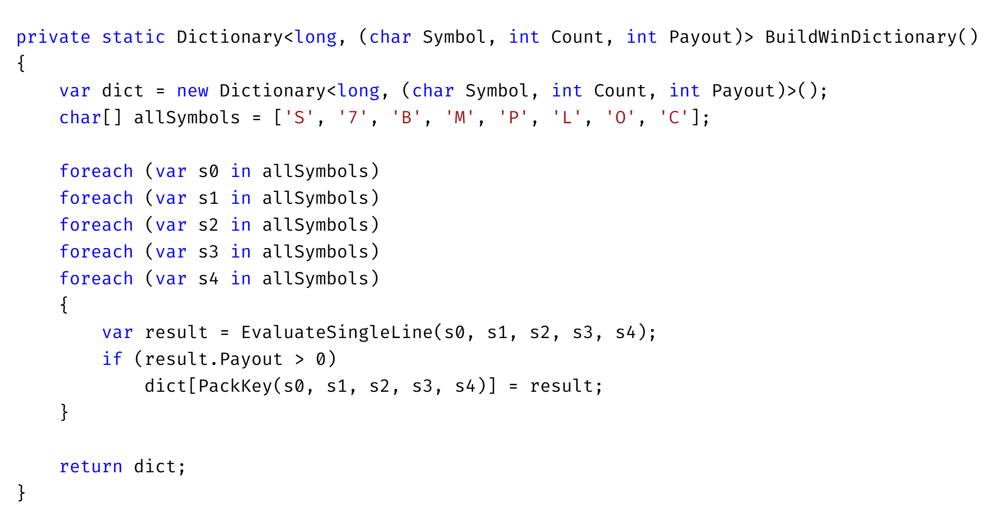 private static Dictionary<long, (char Symbol, int Count, int Payout)> BuildWinDictionary()
{
    var dict = new Dictionary<long, (char Symbol, int Count, int Payout)>();
    char[] allSymbols = ['S', '7', 'B', 'M', 'P', 'L', 'O', 'C'];

    foreach (var s0 in allSymbols)
    foreach (var s1 in allSymbols)
    foreach (var s2 in allSymbols)
    foreach (var s3 in allSymbols)
    foreach (var s4 in allSymbols)
    {
        var result = EvaluateSingleLine(s0, s1, s2, s3, s4);
        if (result.Payout > 0)
            dict[PackKey(s0, s1, s2, s3, s4)] = result;
    }

    return dict;
}